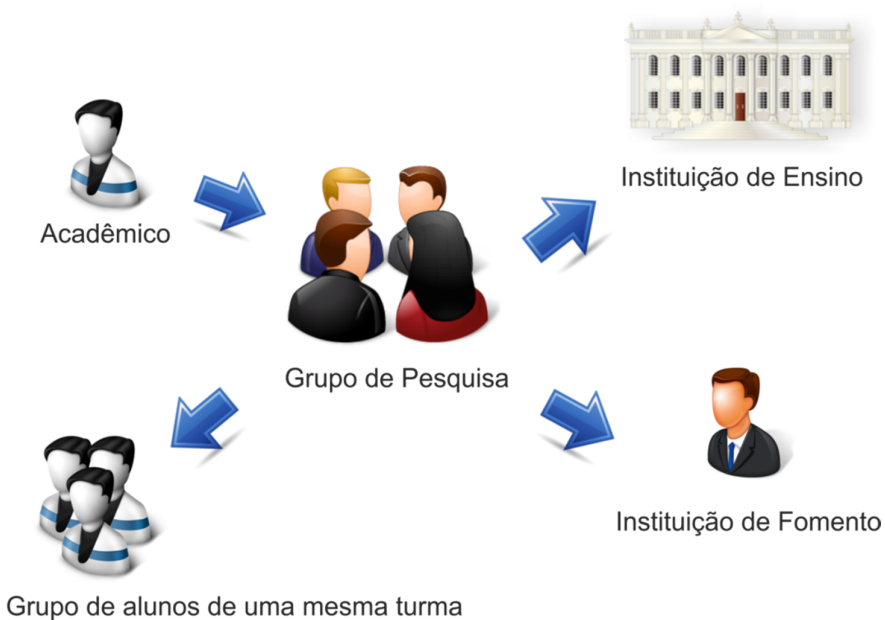 Instituição de Ensino
Acadêmico
Grupo de Pesquisa
Instituição de Fomento
Grupo de alunos de uma mesma turma